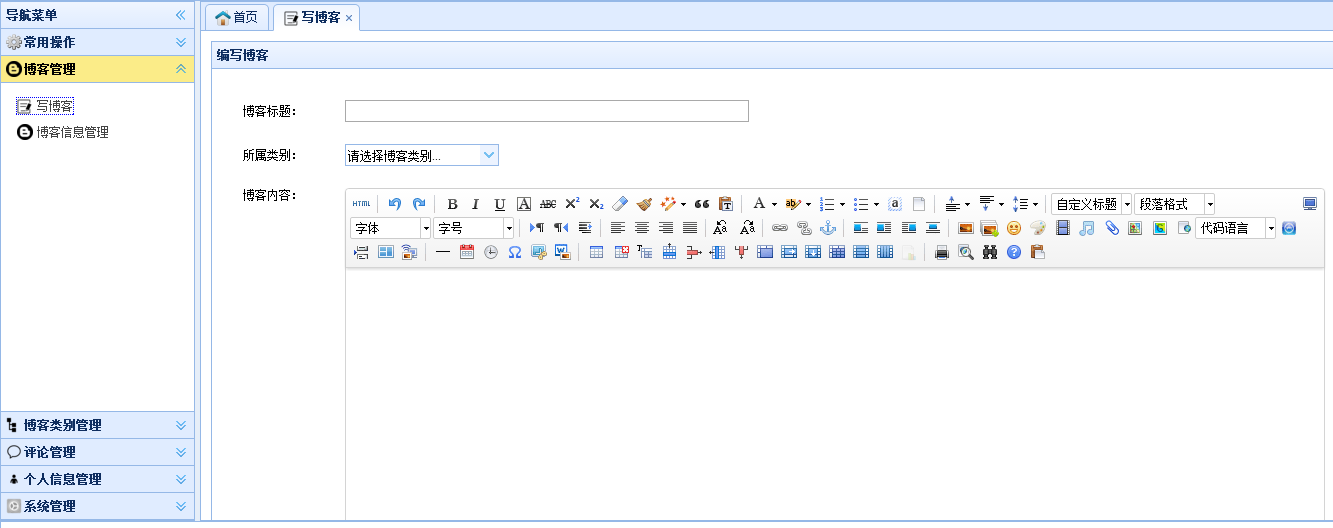 导航菜单
常用操作
博客管理
写博客
博客信息管理
博客类别管理
评论管理
个人信息管理
系统管理
首页 写博客
编写博客
博客标题：
所属类别： 请选择博客类别...
博客内容：
HTML B I U A ABC X² X₂ A ab a 自定义标题 段落格式
字体 字号 代码语言